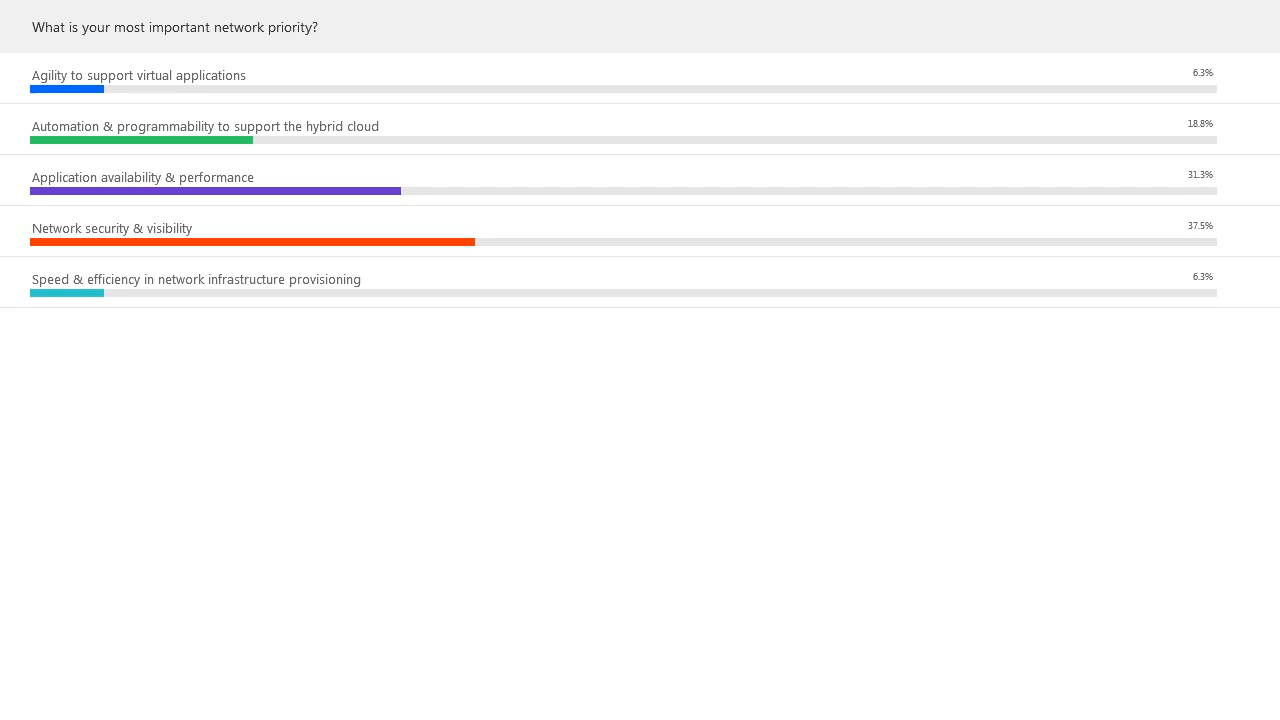 What is your most important network priority?
Agility to support virtual applications 6.3%
Automation & programmability to support the hybrid cloud 18.8%
Application availability & performance 31.3%
Network security & visibility 37.5%
Speed & efficiency in network infrastructure provisioning 6.3%